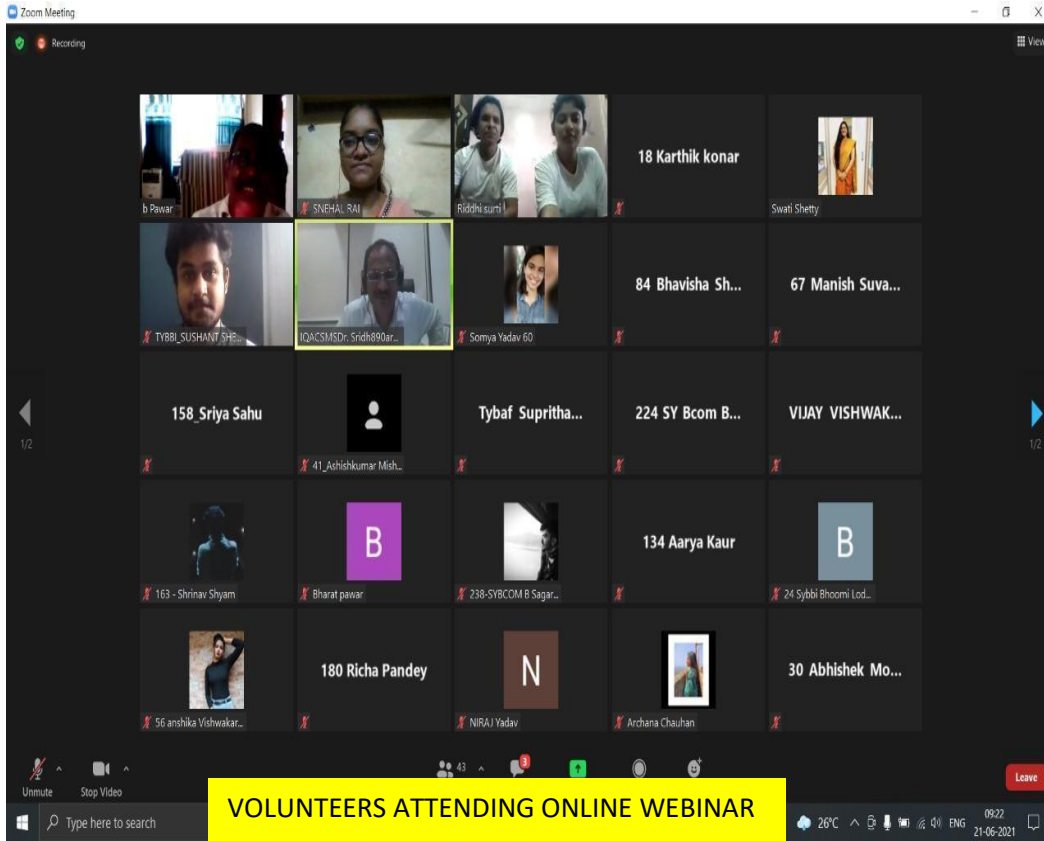 Zoom Meeting
Recording
View
b Pawar
SNEHAL RAI
Riddhi surti
18 Karthik konar
Swati Shetty
TYBBI_SUSHANT SHE...
IQACSMSDr. Sridh890ar...
Somya Yadav 60
84 Bhavisha Sh...
67 Manish Suva...
158_Sriya Sahu
41_Ashishkumar Mish...
Tybaf Supritha...
224 SY Bcom B...
VIJAY VISHWAK...
1/2
1/2
163 - Shrinav Shyam
B
Bharat pawar
238-SYBCOM B Sagar...
134 Aarya Kaur
B
24 Sybbi Bhoomi Lod...
56 anshika Vishwakar...
180 Richa Pandey
N
NIRAJ Yadav
Archana Chauhan
30 Abhishek Mo...
Unmute
Stop Video
43
3
Leave
VOLUNTEERS ATTENDING ONLINE WEBINAR
Type here to search
26°C
ENG
09:22
21-06-2021